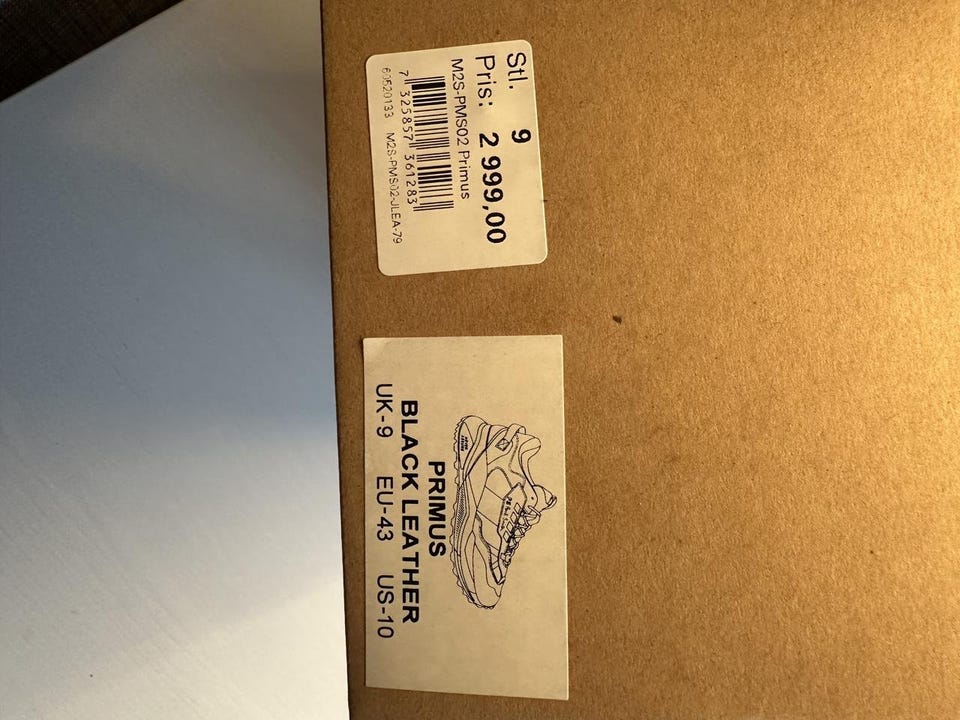 Stl. 9
Pris: 2 999,00
M2S-PMS02 Primus
7 325857 361283
60520133 M2S-PMS02-JLEA-79
PRIMUS
BLACK LEATHER
UK-9 EU-43 US-10